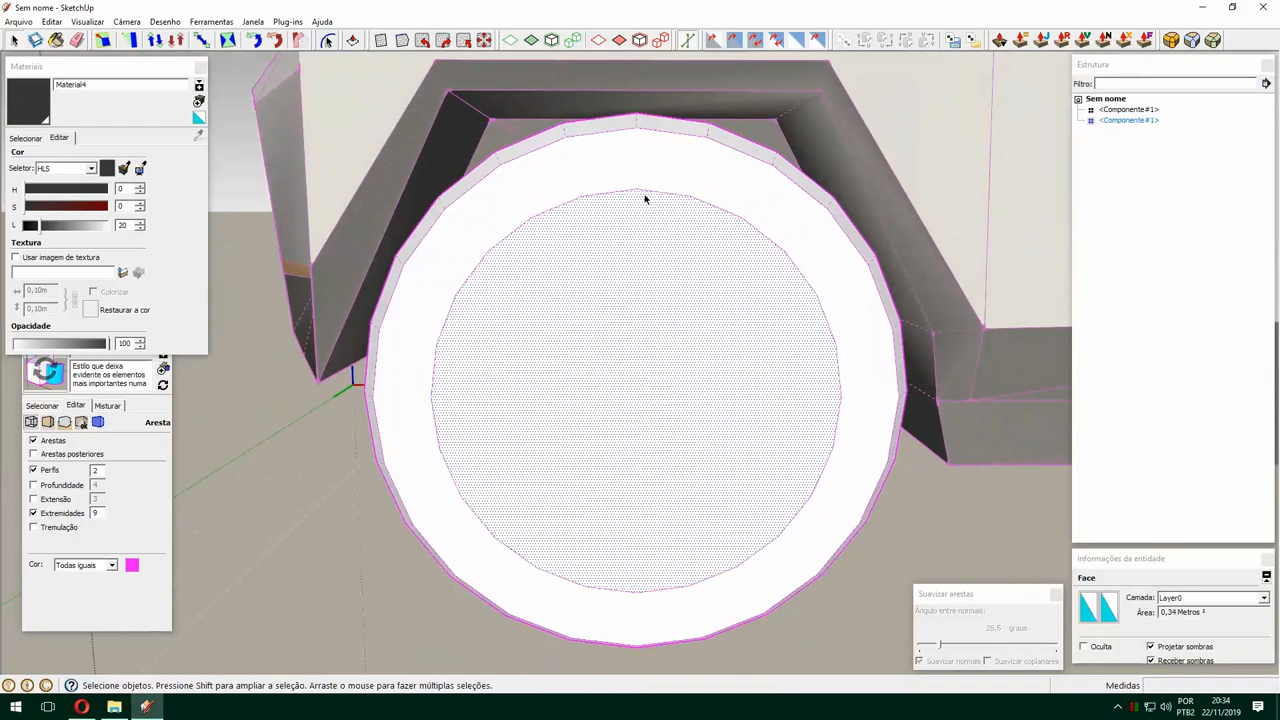 Sem nome - SketchUp
Arquivo Editar Visualizar Câmera Desenho Ferramentas Janela Plug-ins Ajuda
Materiais
Material4
Selecionar Editar
Cor
Seletor: HLS
H 0
S 0
L 20
Textura
Usar imagem de textura
0,10m Colorizar
0,10m Restaurar a cor
Opacidade
100
Estilo que deixa
evidente os elementos
mais importantes numa
Selecionar Editar Misturar
Aresta
Arestas
Arestas posteriores
Perfis 2
Profundidade 4
Extensão 3
Extremidades 9
Tremulação
Cor: Todas iguais
Estrutura
Filtro:
Sem nome
<Componente#1>
<Componente#1>
Suavizar arestas
Ângulo entre normais:
25,5 graus
Suavizar normais Suavizar coplanares
Informações da entidade
Face
Camada: Layer0
Área: 0,34 Metros ²
Oculta Projetar sombras
Receber sombras
Selecione objetos. Pressione Shift para ampliar a seleção. Arraste o mouse para fazer múltiplas seleções.
Medidas
POR
PTB2
20:34
22/11/2019